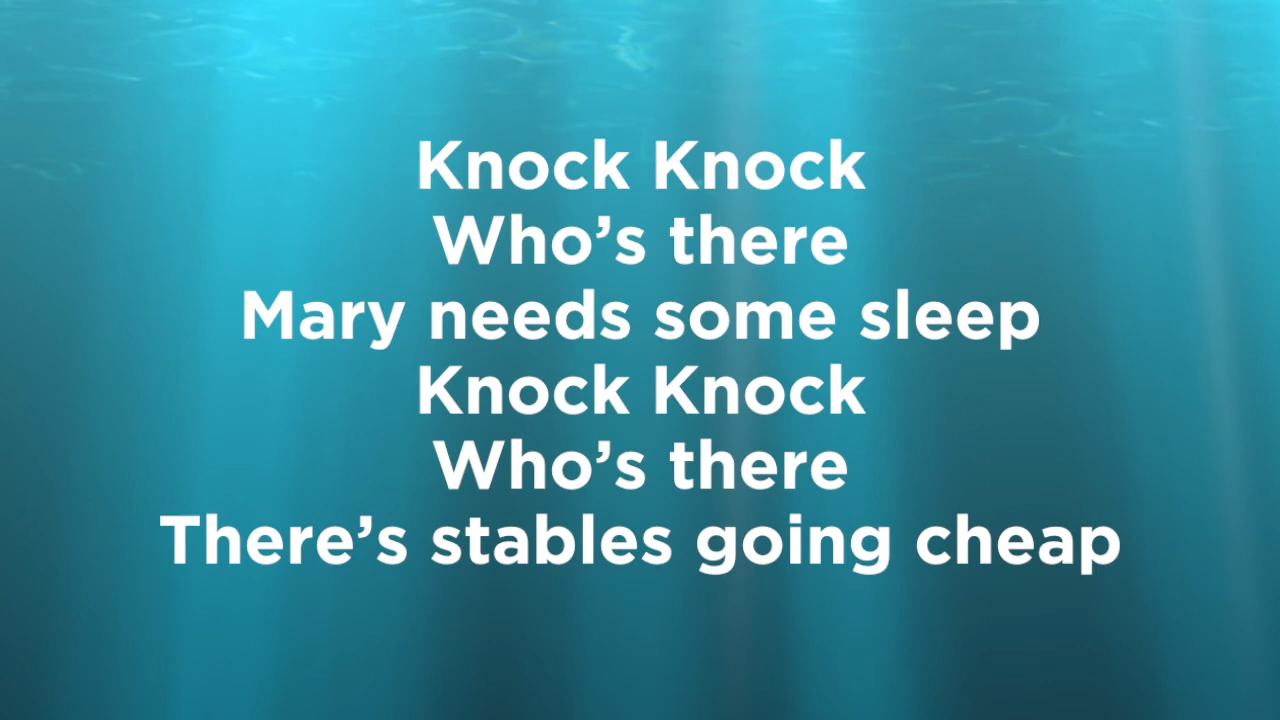 Knock Knock
Who’s there
Mary needs some sleep
Knock Knock
Who’s there
There’s stables going cheap